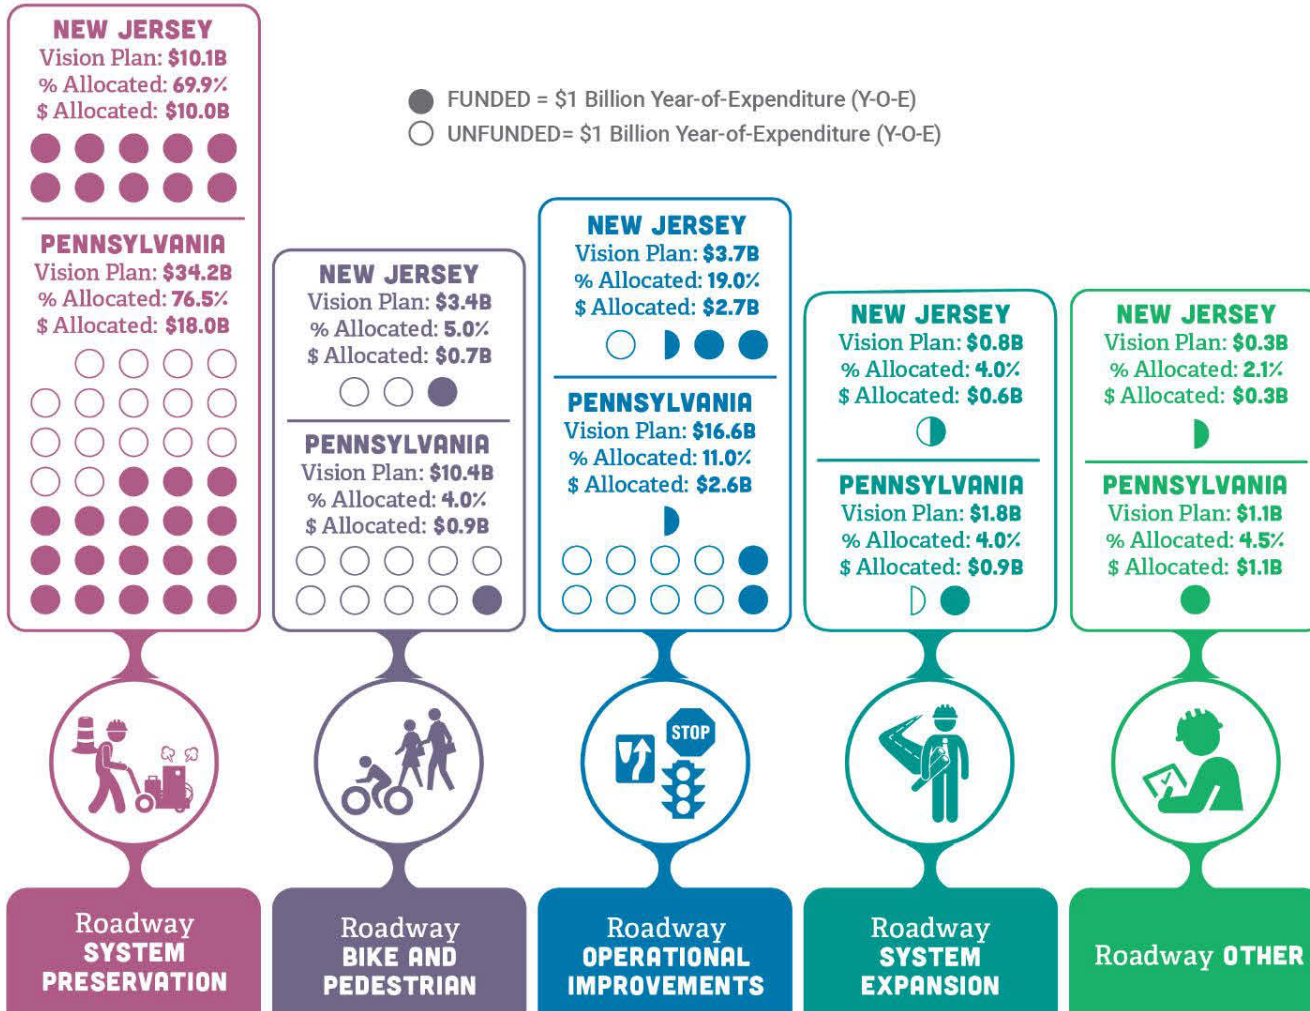 FUNDED = $1 Billion Year-of-Expenditure (Y-O-E)
UNFUNDED= $1 Billion Year-of-Expenditure (Y-O-E)
NEW JERSEY
Vision Plan: $10.1B
% Allocated: 69.9%
$ Allocated: $10.0B
PENNSYLVANIA
Vision Plan: $34.2B
% Allocated: 76.5%
$ Allocated: $18.0B
Roadway
SYSTEM
PRESERVATION
NEW JERSEY
Vision Plan: $3.4B
% Allocated: 5.0%
$ Allocated: $0.7B
PENNSYLVANIA
Vision Plan: $10.4B
% Allocated: 4.0%
$ Allocated: $0.9B
Roadway
BIKE AND
PEDESTRIAN
NEW JERSEY
Vision Plan: $3.7B
% Allocated: 19.0%
$ Allocated: $2.7B
PENNSYLVANIA
Vision Plan: $16.6B
% Allocated: 11.0%
$ Allocated: $2.6B
STOP
Roadway
OPERATIONAL
IMPROVEMENTS
NEW JERSEY
Vision Plan: $0.8B
% Allocated: 4.0%
$ Allocated: $0.6B
PENNSYLVANIA
Vision Plan: $1.8B
% Allocated: 4.0%
$ Allocated: $0.9B
Roadway
SYSTEM
EXPANSION
NEW JERSEY
Vision Plan: $0.3B
% Allocated: 2.1%
$ Allocated: $0.3B
PENNSYLVANIA
Vision Plan: $1.1B
% Allocated: 4.5%
$ Allocated: $1.1B
Roadway OTHER